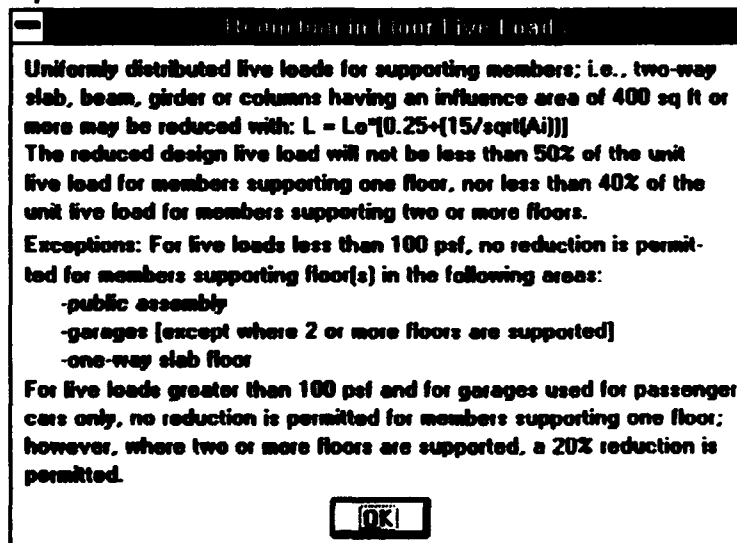 Reduction in Floor Live Loads
Uniformly distributed live loads for supporting members; i.e., two-way
slab, beam, girder or columns having an influence area of 400 sq ft or
more may be reduced with: L = Lo*[0.25+(15/sqrt(Ai))]
The reduced design live load will not be less than 50% of the unit
live load for members supporting one floor, nor less than 40% of the
unit live load for members supporting two or more floors.
Exceptions: For live loads less than 100 psf, no reduction is permit-
ted for members supporting floor(s) in the following areas:
-public assembly
-garages [except where 2 or more floors are supported]
-one-way slab floor
For live loads greater than 100 psf and for garages used for passenger
cars only, no reduction is permitted for members supporting one floor;
however, where two or more floors are supported, a 20% reduction is
permitted.
OK